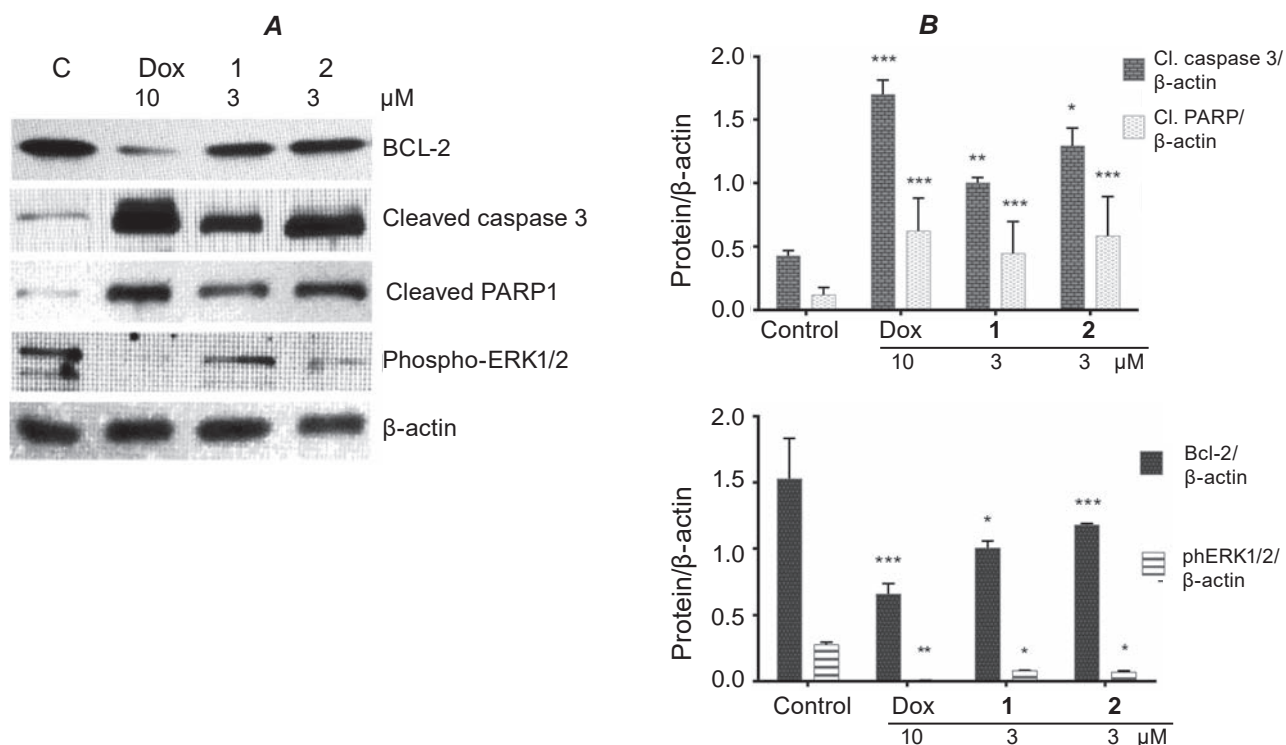 A
C Dox 1 2
10 3 3 µM
BCL-2
Cleaved caspase 3
Cleaved PARP1
Phospho-ERK1/2
β-actin
B
Protein/β-actin
2.0
1.5
1.0
0.5
0.0
*** *** ** *** * ***
Control Dox 1 2
10 3 3 µM
Cl. caspase 3/
β-actin
Cl. PARP/
β-actin
Protein/β-actin
2.0
1.5
1.0
0.5
0.0
*** ** * * *** *
Control Dox 1 2
10 3 3 µM
Bcl-2/
β-actin
phERK1/2/
β-actin